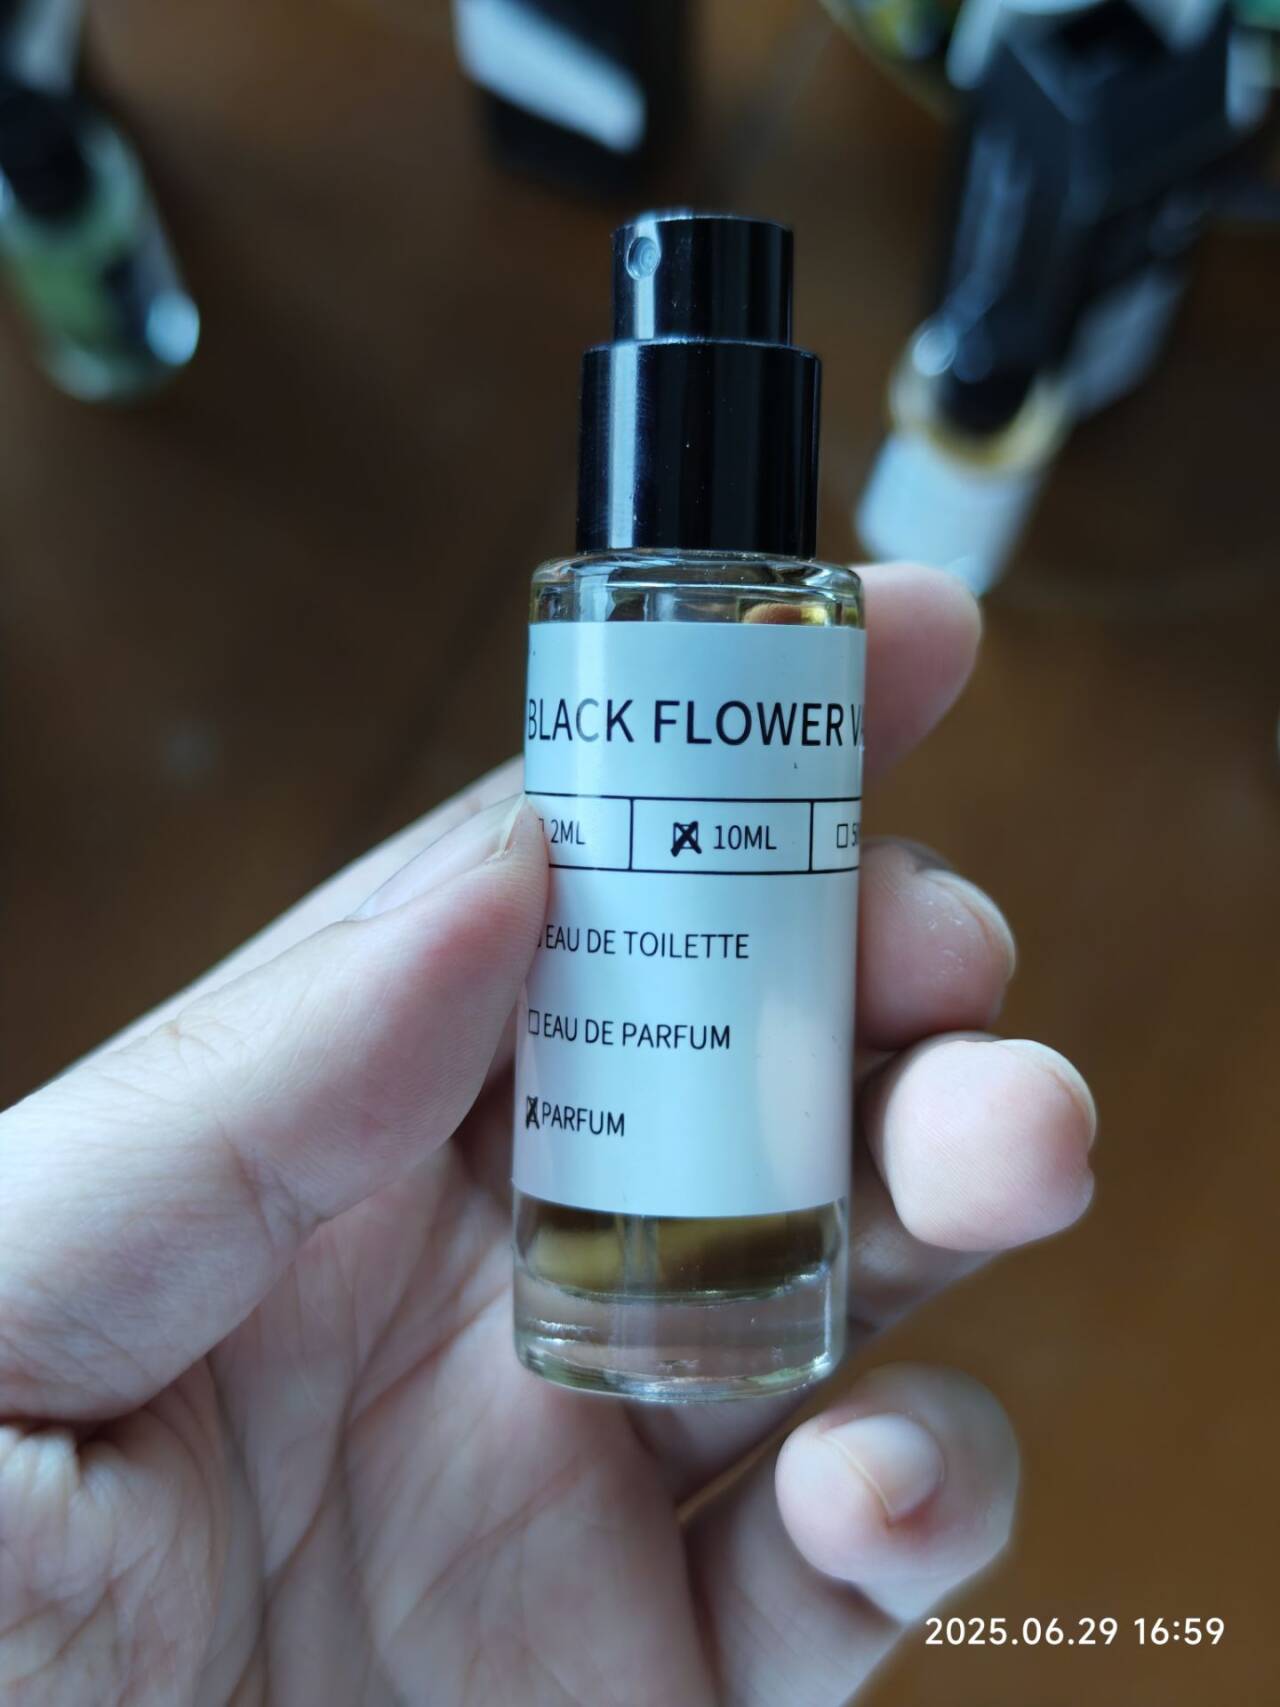 BLACK FLOWER
2ML
10ML
EAU DE TOILETTE
EAU DE PARFUM
PARFUM
2025.06.29 16:59